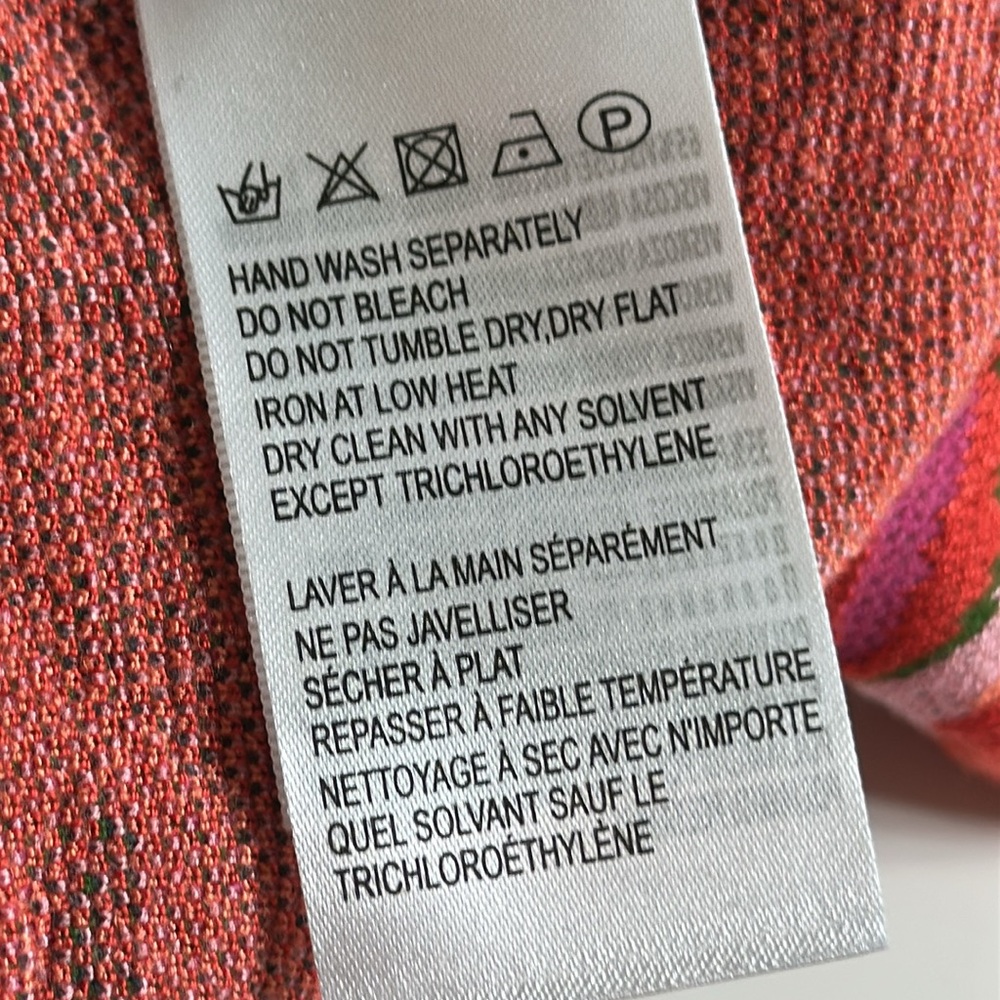 P
HAND WASH SEPARATELY
DO NOT BLEACH
DO NOT TUMBLE DRY,DRY FLAT
IRON AT LOW HEAT
DRY CLEAN WITH ANY SOLVENT
EXCEPT TRICHLOROETHYLENE
LAVER À LA MAIN SÉPARÉMENT
NE PAS JAVELLISER
SÉCHER À PLAT
REPASSER À FAIBLE TEMPÉRATURE
NETTOYAGE À SEC AVEC N'IMPORTE
QUEL SOLVANT SAUF LE
TRICHLOROÉTHYLÈNE